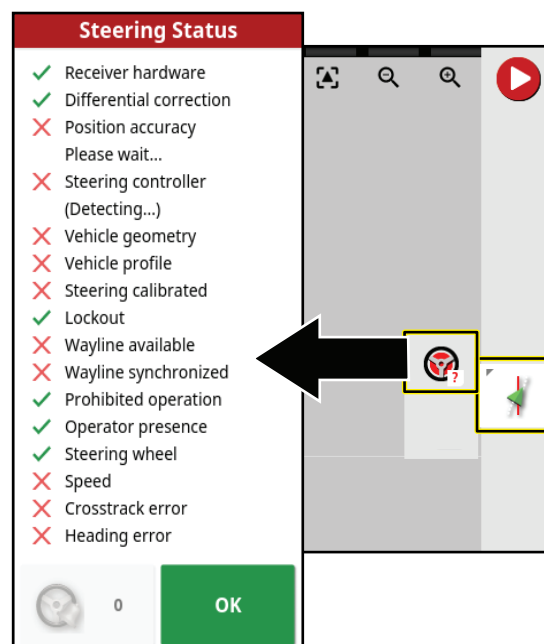 Steering Status
Receiver hardware
Differential correction
Position accuracy
Please wait...
Steering controller
(Detecting...)
Vehicle geometry
Vehicle profile
Steering calibrated
Lockout
Wayline available
Wayline synchronized
Prohibited operation
Operator presence
Steering wheel
Speed
Crosstrack error
Heading error
0
OK
?